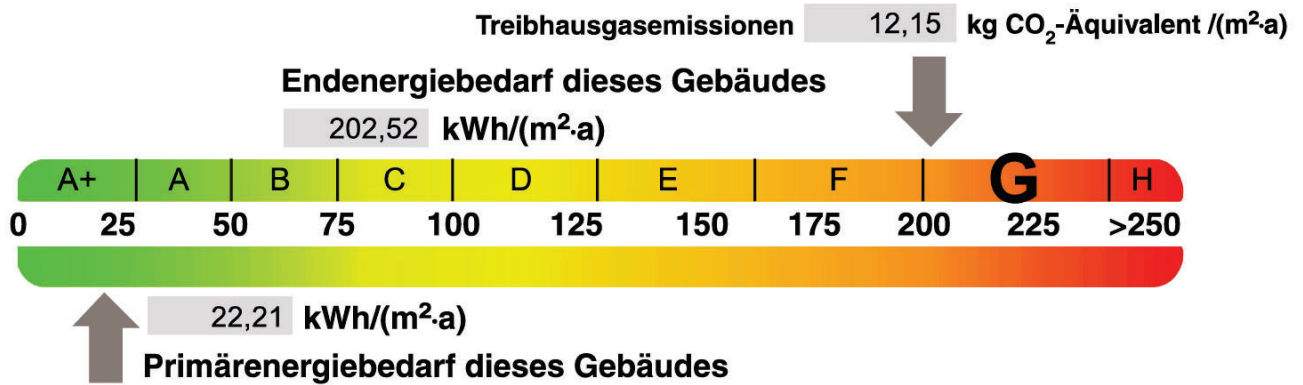 Treibhausgasemissionen 12,15 kg CO₂-Äquivalent /(m²·a)
Endenergiebedarf dieses Gebäudes
202,52 kWh/(m²·a)
A+ A B C D E F G H
0 25 50 75 100 125 150 175 200 225 >250
22,21 kWh/(m²·a)
Primärenergiebedarf dieses Gebäudes